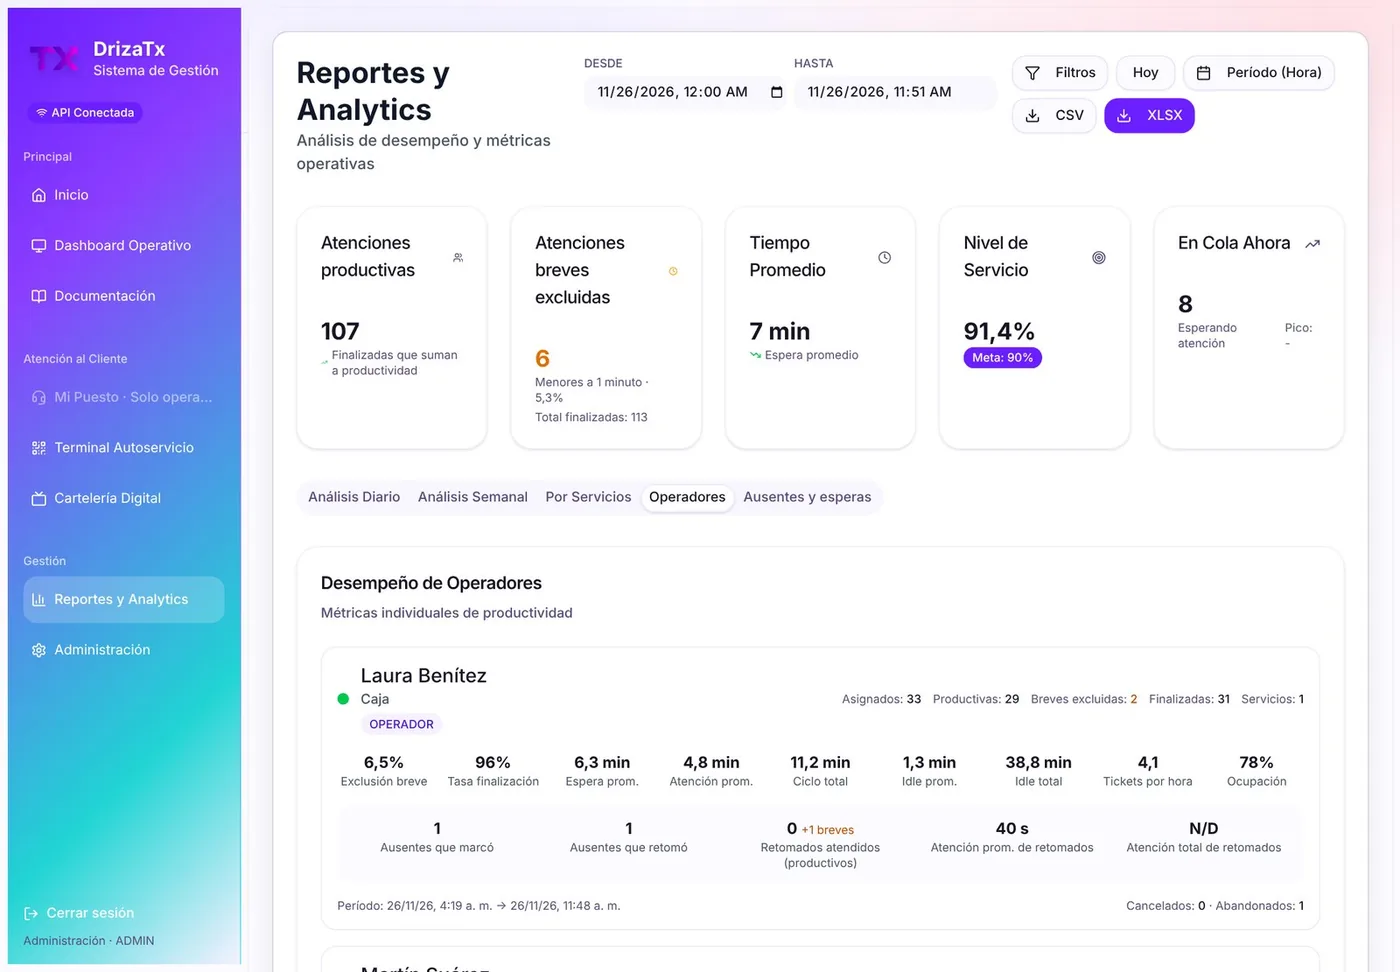 TX
DrizaTx
Sistema de Gestión
API Conectada
Principal
Inicio
Dashboard Operativo
Documentación
Atención al Cliente
Mi Puesto · Solo opera...
Terminal Autoservicio
Cartelería Digital
Gestión
Reportes y Analytics
Administración
Cerrar sesión
Administración · ADMIN
Reportes y
Analytics
Análisis de desempeño y métricas
operativas
DESDE
11/26/2026, 12:00 AM
HASTA
11/26/2026, 11:51 AM
Filtros
Hoy
Período (Hora)
CSV
XLSX
Atenciones
productivas
107
Finalizadas que suman
a productividad
Atenciones
breves
excluidas
6
Menores a 1 minuto ·
5,3%
Total finalizadas: 113
Tiempo
Promedio
7 min
Espera promedio
Nivel de
Servicio
91,4%
Meta: 90%
En Cola Ahora
8
Esperando
atención
Pico:
-
Análisis Diario
Análisis Semanal
Por Servicios
Operadores
Ausentes y esperas
Desempeño de Operadores
Métricas individuales de productividad
Laura Benítez
Caja
OPERADOR
Asignados: 33 Productivas: 29 Breves excluidas: 2 Finalizadas: 31 Servicios: 1
6,5%
Exclusión breve
96%
Tasa finalización
6,3 min
Espera prom.
4,8 min
Atención prom.
11,2 min
Ciclo total
1,3 min
Idle prom.
38,8 min
Idle total
4,1
Tickets por hora
78%
Ocupación
1
Ausentes que marcó
1
Ausentes que retomó
0 +1 breves
Retomados atendidos
(productivos)
40 s
Atención prom. de retomados
N/D
Atención total de retomados
Período: 26/11/26, 4:19 a. m. → 26/11/26, 11:48 a. m.
Cancelados: 0 · Abandonados: 1
Martín Suárez